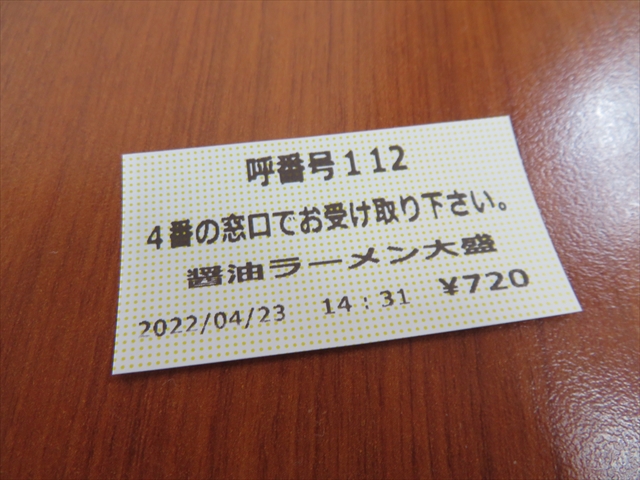 呼番号112
4番の窓口でお受け取り下さい。
醤油ラーメン大盛
2022/04/23 14:31 ¥720